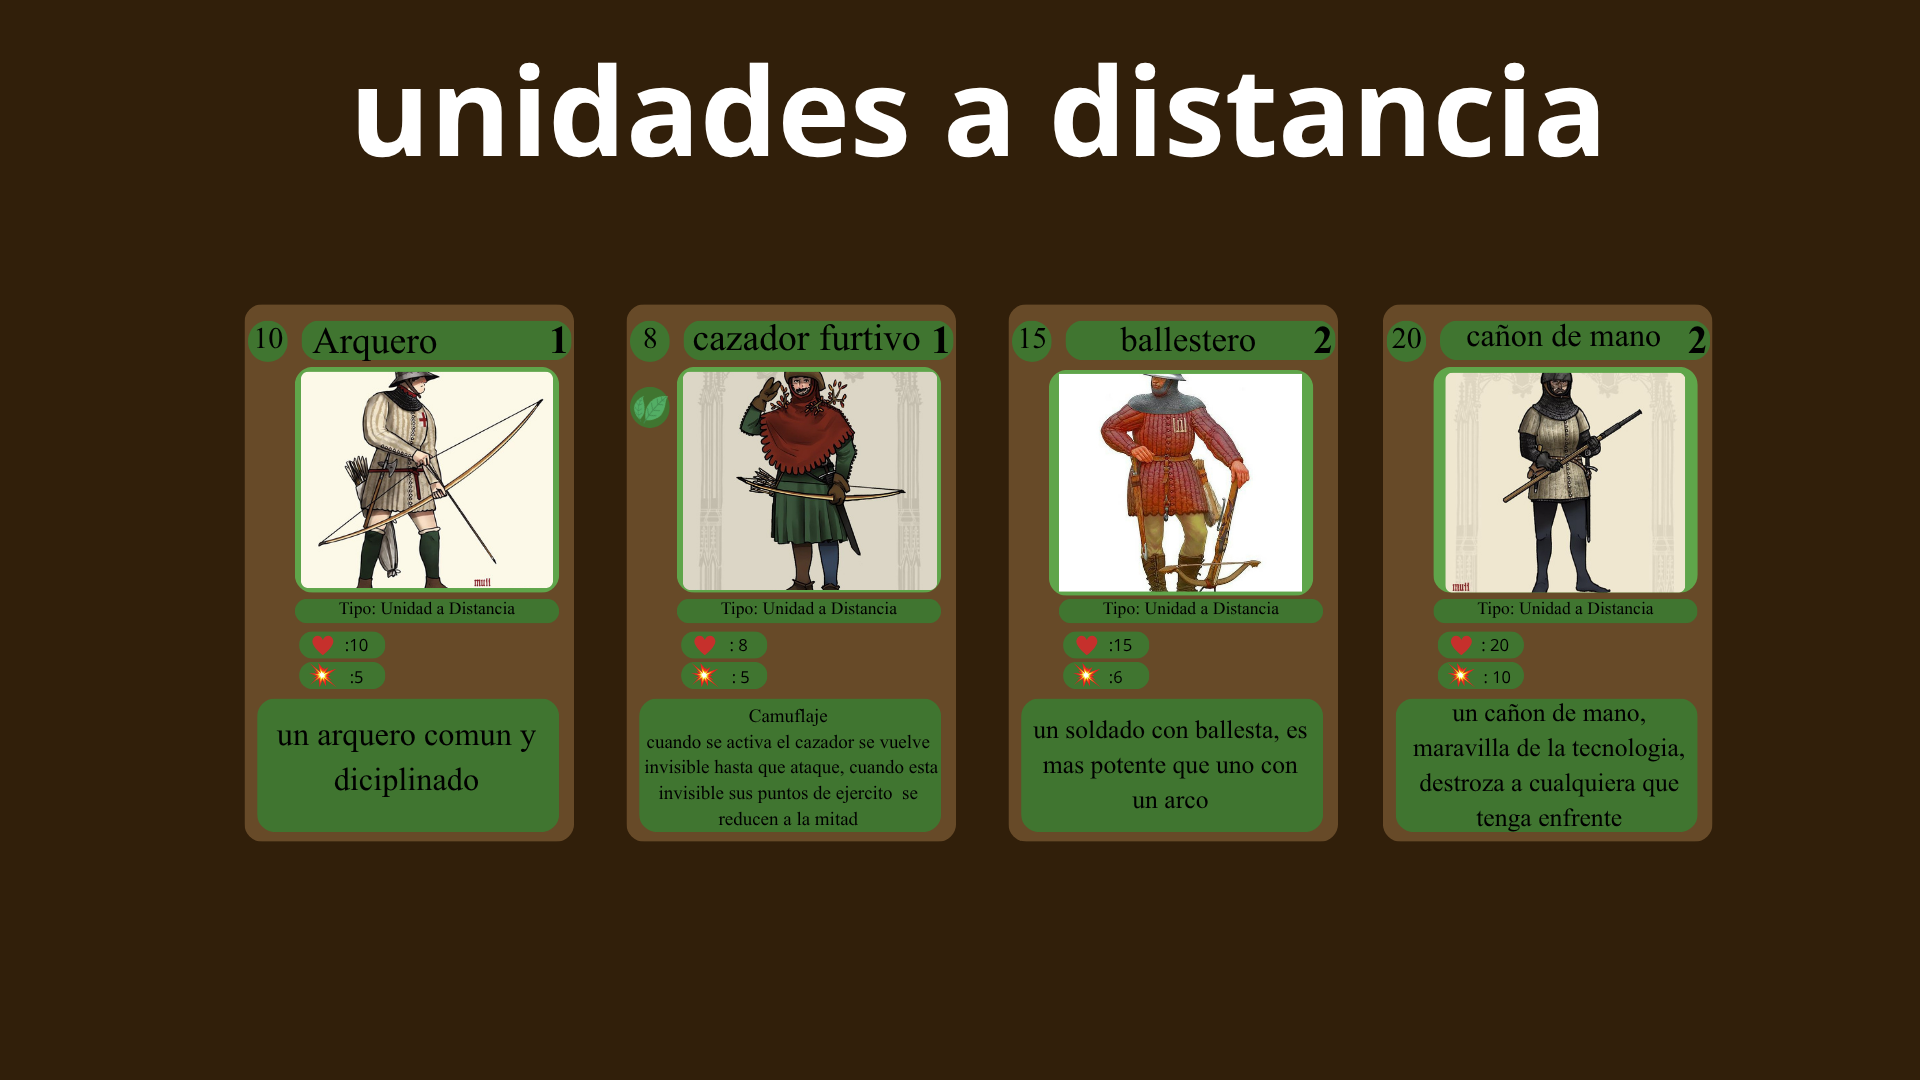 unidades a distancia
10 Arquero 1
mutt
Tipo: Unidad a Distancia
:10
:5
un arquero comun y
diciplinado
8 cazador furtivo 1
Tipo: Unidad a Distancia
: 8
: 5
Camuflaje
cuando se activa el cazador se vuelve
invisible hasta que ataque, cuando esta
invisible sus puntos de ejercito se
reducen a la mitad
15 ballestero 2
Tipo: Unidad a Distancia
:15
:6
un soldado con ballesta, es
mas potente que uno con
un arco
20 cañon de mano 2
mutt
Tipo: Unidad a Distancia
: 20
: 10
un cañon de mano,
maravilla de la tecnologia,
destroza a cualquiera que
tenga enfrente